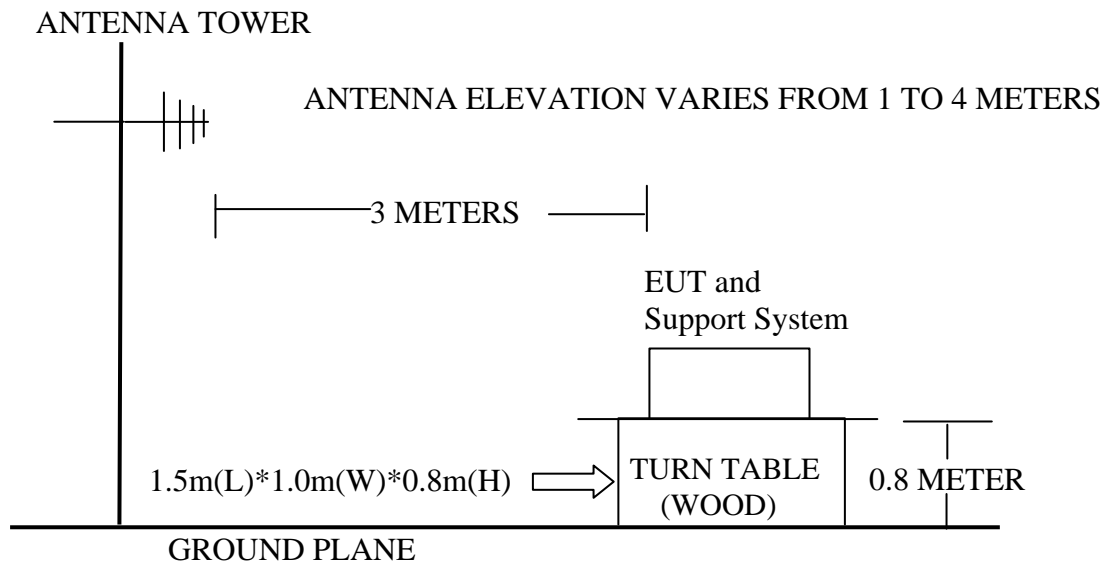 ANTENNA TOWER
ANTENNA ELEVATION VARIES FROM 1 TO 4 METERS
3 METERS
EUT and
Support System
1.5m(L)*1.0m(W)*0.8m(H)
TURN TABLE
(WOOD)
0.8 METER
GROUND PLANE